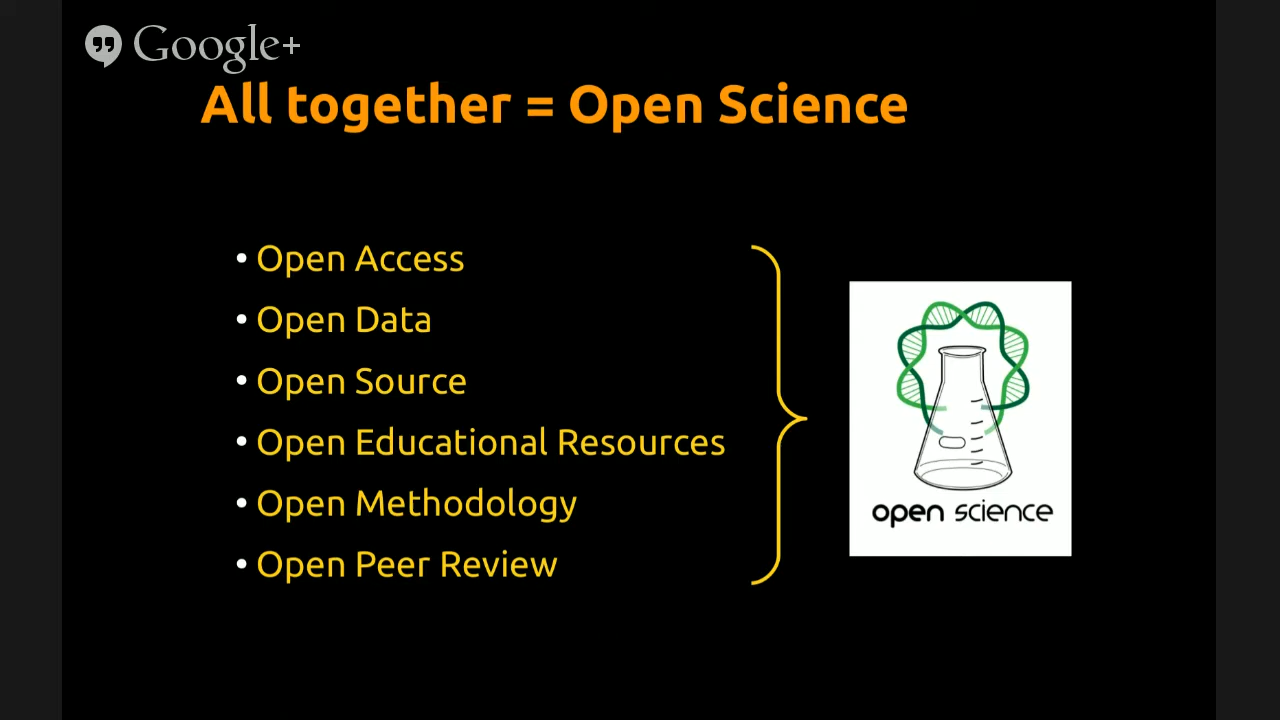 Google+
All together = Open Science
• Open Access
• Open Data
• Open Source
• Open Educational Resources
• Open Methodology
• Open Peer Review
open science